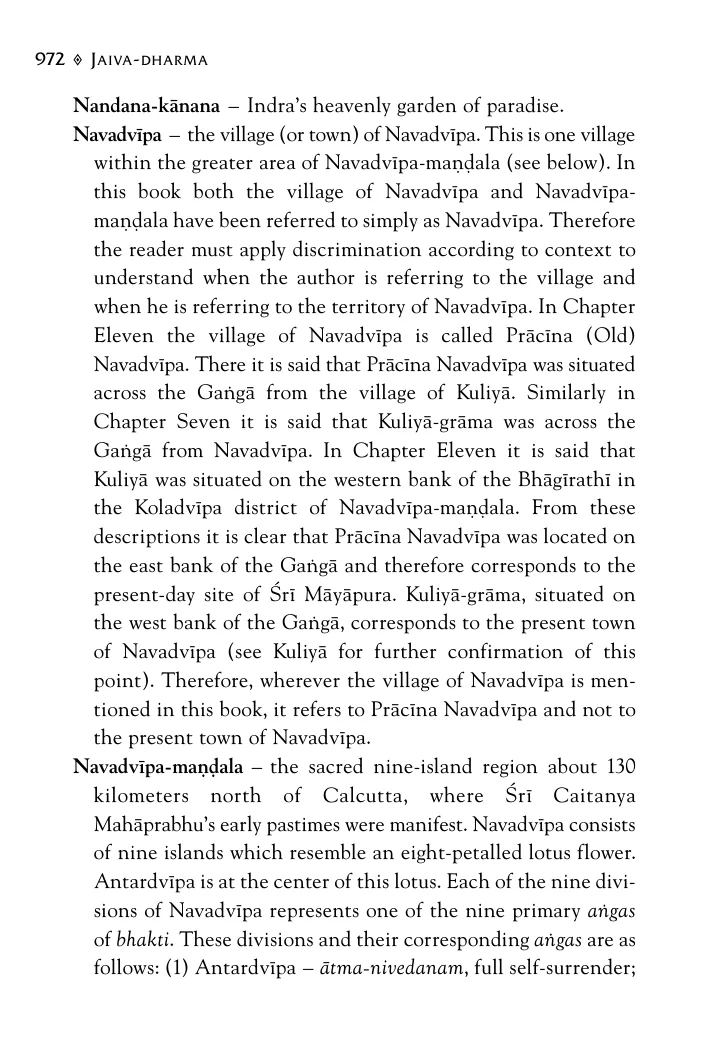 972 ◊ JAIVA-DHARMA
Nandana-kānana – Indra’s heavenly garden of paradise.
Navadvīpa – the village (or town) of Navadvīpa. This is one village
within the greater area of Navadvīpa-maṇḍala (see below). In
this book both the village of Navadvīpa and Navadvīpa-
maṇḍala have been referred to simply as Navadvīpa. Therefore
the reader must apply discrimination according to context to
understand when the author is referring to the village and
when he is referring to the territory of Navadvīpa. In Chapter
Eleven the village of Navadvīpa is called Prācīna (Old)
Navadvīpa. There it is said that Prācīna Navadvīpa was situated
across the Gaṅgā from the village of Kuliyā. Similarly in
Chapter Seven it is said that Kuliyā-grāma was across the
Gaṅgā from Navadvīpa. In Chapter Eleven it is said that
Kuliyā was situated on the western bank of the Bhāgīrathī in
the Koladvīpa district of Navadvīpa-maṇḍala. From these
descriptions it is clear that Prācīna Navadvīpa was located on
the east bank of the Gaṅgā and therefore corresponds to the
present-day site of Śrī Māyāpura. Kuliyā-grāma, situated on
the west bank of the Gaṅgā, corresponds to the present town
of Navadvīpa (see Kuliyā for further confirmation of this
point). Therefore, wherever the village of Navadvīpa is men-
tioned in this book, it refers to Prācīna Navadvīpa and not to
the present town of Navadvīpa.
Navadvīpa-maṇḍala – the sacred nine-island region about 130
kilometers north of Calcutta, where Śrī Caitanya
Mahāprabhu’s early pastimes were manifest. Navadvīpa consists
of nine islands which resemble an eight-petalled lotus flower.
Antardvīpa is at the center of this lotus. Each of the nine divi-
sions of Navadvīpa represents one of the nine primary aṅgas
of bhakti. These divisions and their corresponding aṅgas are as
follows: (1) Antardvīpa – ātma-nivedanam, full self-surrender;